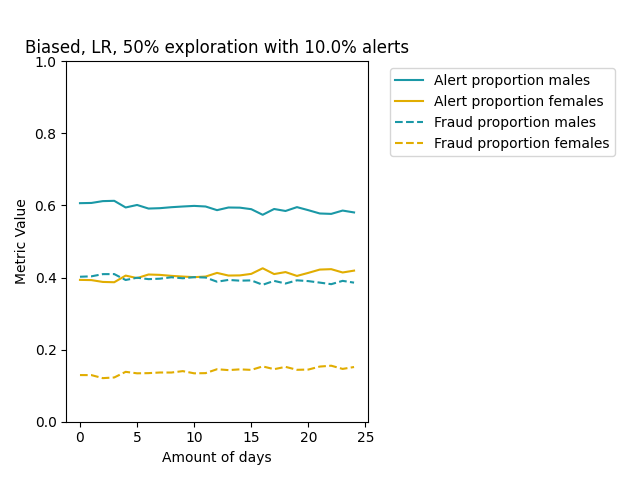 Biased, LR, 50% exploration with 10.0% alerts
Alert proportion males
Alert proportion females
Fraud proportion males
Fraud proportion females
Metric Value
1.0
0.8
0.6
0.4
0.2
0.0
0 5 10 15 20 25
Amount of days